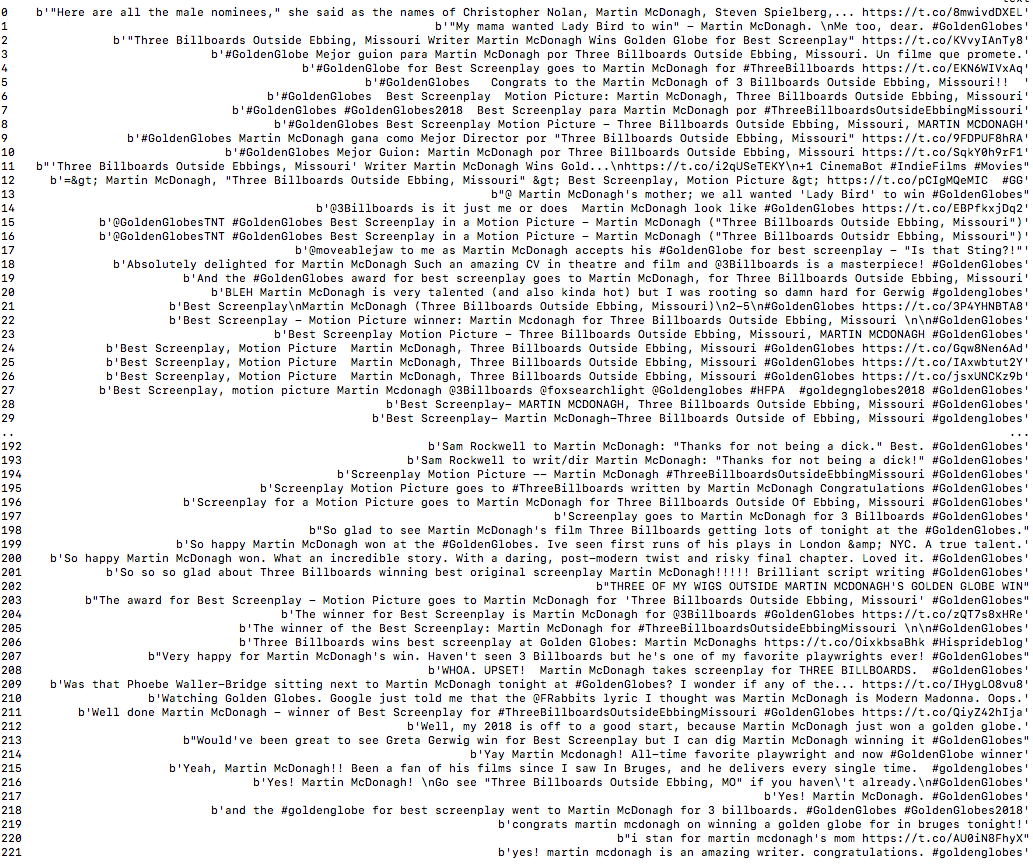 text
0 b'"Here are all the male nominees," she said as the names of Christopher Nolan, Martin McDonagh, Steven Spielberg,... https://t.co/8mwivdDXEL'
1 b'"My mama wanted Lady Bird to win" – Martin McDonagh. \nMe too, dear. #GoldenGlobes'
2 b'"Three Billboards Outside Ebbing, Missouri Writer Martin McDonagh Wins Golden Globe for Best Screenplay" https://t.co/KVvyIAnTy8'
3 b'#GoldenGlobe Mejor guion para Martin McDonagh por Three Billboards Outside Ebbing, Missouri. Un filme que promete.'
4 b'#GoldenGlobe for Best Screenplay goes to Martin McDonagh for #ThreeBillboards https://t.co/EKN6WIVxAq'
5 b'#GoldenGlobes   Congrats to the Martin McDonagh of 3 Billboards Outside Ebbing, Missouri!!  '
6 b'#GoldenGlobes  Best Screenplay  Motion Picture: Martin McDonagh, Three Billboards Outside Ebbing, Missouri'
7 b'#GoldenGlobes #GoldenGlobes2018  Best Screenplay para Martin McDonagh por #ThreeBillboardsOutsideEbbingMissouri'
8 b'#GoldenGlobes Best Screenplay Motion Picture – Three Billboards Outside Ebbing, Missouri, MARTIN MCDONAGH'
9 b'#GoldenGlobes Martin McDonagh gana como Mejor Director por "Three Billboards Outside Ebbing, Missouri" https://t.co/9FDPUF8hRA'
10 b'#GoldenGlobes Mejor Guion: Martin McDonagh por Three Billboards Outside Ebbing, Missouri https://t.co/SqkY0h9rF1'
11 b"'Three Billboards Outside Ebbings, Missouri' Writer Martin McDonagh Wins Gold...\nhttps://t.co/i2qUSeTEKY\n+1 CinemaBot #IndieFilms #Movies"
12 b'=&gt; Martin McDonagh, "Three Billboards Outside Ebbing, Missouri" &gt; Best Screenplay, Motion Picture &gt; https://t.co/pCIgMQeMIC  #GG'
13 b"@ Martin McDonagh's mother; we all wanted 'Lady Bird' to win #GoldenGlobes"
14 b'@3Billboards is it just me or does  Martin McDonagh look like #GoldenGlobes https://t.co/EBPfkxjDq2'
15 b'@GoldenGlobesTNT #GoldenGlobes Best Screenplay in a Motion Picture – Martin McDonagh ("Three Billboards Outside Ebbing, Missouri")'
16 b'@GoldenGlobesTNT #GoldenGlobes Best Screenplay in a Motion Picture – Martin McDonagh ("Three Billboards Outsidr Ebbing, Missouri")'
17 b'@moveablejaw to me as Martin McDonagh accepts his #GoldenGlobe for best screenplay – "Is that Sting?!"'
18 b'Absolutely delighted for Martin McDonagh Such an amazing CV in theatre and film and @3Billboards is a masterpiece! #GoldenGlobes'
19 b'And the #GoldenGlobes award for best screenplay goes to Martin McDonagh, for Three Billboards Outside Ebbing, Missouri'
20 b'BLEH Martin McDonagh is very talented (and also kinda hot) but I was rooting so damn hard for Gerwig #goldenglobes'
21 b'Best Screenplay\nMartin McDonagh (Three Billboards Outside Ebbing, Missouri)\n2-5\n#GoldenGlobes https://t.co/3P4YHNBTA8'
22 b'Best Screenplay – Motion Picture winner: Martin McDonagh for Three Billboards Outside Ebbing, Missouri \n\n#GoldenGlobes'
23 b'Best Screenplay Motion Picture – Three Billboards Outside Ebbing, Missouri, MARTIN MCDONAGH #GoldenGlobes'
24 b'Best Screenplay, Motion Picture  Martin McDonagh, Three Billboards Outside Ebbing, Missouri #GoldenGlobes https://t.co/Gqw8Nen6Ad'
25 b'Best Screenplay, Motion Picture  Martin McDonagh, Three Billboards Outside Ebbing, Missouri #GoldenGlobes https://t.co/IAxwbtut2Y'
26 b'Best Screenplay, Motion Picture  Martin McDonagh, Three Billboards Outside Ebbing, Missouri #GoldenGlobes https://t.co/jsxUNCKz9b'
27 b'Best Screenplay, motion picture Martin Mcdonagh @3Billboards @foxsearchlight @Goldenglobes #HFPA  #goldegnglobes2018 #GoldenGlobes'
28 b'Best Screenplay– MARTIN MCDONAGH, Three Billboards Outside Ebbing, Missouri #GoldenGlobes'
29 b'Best Screenplay– Martin McDonagh–Three Billboards Outside of Ebbing, Missouri #goldenglobes'
.. ...
192 b'Sam Rockwell to Martin McDonagh: "Thanks for not being a dick." Best. #GoldenGlobes'
193 b'Sam Rockwell to writ/dir Martin McDonagh: "Thanks for not being a dick!" #GoldenGlobes'
194 b'Screenplay Motion Picture –– Martin McDonagh #ThreeBillboardsOutsideEbbingMissouri #GoldenGlobes'
195 b'Screenplay Motion Picture goes to #ThreeBillboards written by Martin McDonagh Congratulations #GoldenGlobes'
196 b'Screenplay for a Motion Picture goes to Martin McDonagh for Three Billboards Outside Of Ebbing, Missouri #GoldenGlobes'
197 b'Screenplay goes to Martin McDonagh for 3 Billboards #GoldenGlobes'
198 b"So glad to see Martin McDonagh's film Three Billboards getting lots of tonight at the #GoldenGlobes."
199 b'So happy Martin McDonagh won at the #GoldenGlobes. Ive seen first runs of his plays in London &amp; NYC. A true talent.'
200 b'So happy Martin McDonagh won. What an incredible story. With a daring, post-modern twist and risky final chapter. Loved it. #GoldenGlobes'
201 b'So so so glad about Three Billboards winning best original screenplay Martin McDonagh!!!!! Brilliant script writing #GoldenGlobes'
202 b"THREE OF MY WIGS OUTSIDE MARTIN MCDONAGH'S GOLDEN GLOBE WIN"
203 b"The award for Best Screenplay – Motion Picture goes to Martin McDonagh for 'Three Billboards Outside Ebbing, Missouri' #GoldenGlobes"
204 b'The winner for Best Screenplay is Martin McDonagh for @3Billboards #GoldenGlobes https://t.co/zQT7s8xHRe'
205 b'The winner of the Best Screenplay: Martin McDonagh for #ThreeBillboardsOutsideEbbingMissouri \n\n#GoldenGlobes'
206 b'Three Billboards wins best screenplay at Golden Globes: Martin McDonaghs https://t.co/OixkbsaBhk #Hisprideblog'
207 b"Very happy for Martin McDonagh's win. Haven't seen 3 Billboards but he's one of my favorite playwrights ever! #GoldenGlobes"
208 b'WHOA. UPSET!  Martin McDonagh takes screenplay for THREE BILLBOARDS.  #GoldenGlobes'
209 b'Was that Phoebe Waller-Bridge sitting next to Martin McDonagh tonight at #GoldenGlobes? I wonder if any of the... https://t.co/IHygLO8vu8'
210 b'Watching Golden Globes. Google just told me that the @FRabbits lyric I thought was Martin McDonagh is Modern Madonna. Oops.'
211 b'Well done Martin McDonagh – winner of Best Screenplay for #ThreeBillboardsOutsideEbbingMissouri #GoldenGlobes https://t.co/QiyZ42hIja'
212 b'Well, my 2018 is off to a good start, because Martin McDonagh just won a golden globe.'
213 b"Would've been great to see Greta Gerwig win for Best Screenplay but I can dig Martin McDonagh winning it #GoldenGlobes"
214 b'Yay Martin McDonagh! All-time favorite playwright and now #GoldenGlobe winner'
215 b'Yeah, Martin McDonagh!! Been a fan of his films since I saw In Bruges, and he delivers every single time.  #goldenglobes'
216 b'Yes! Martin McDonagh! \nGo see "Three Billboards Outside Ebbing, MO" if you haven\'t already.\n#GoldenGlobes'
217 b'Yes! Martin McDonagh. #GoldenGlobes'
218 b'and the #goldenglobe for best screenplay went to Martin McDonagh for 3 billboards. #GoldenGlobes #GoldenGlobes2018'
219 b'congrats martin mcdonagh on winning a golden globe for in bruges tonight!'
220 b"i stan for martin mcdonagh's mom https://t.co/AU0iN8FhyX"
221 b'yes! martin mcdonagh is an amazing writer. congratulations. #goldenglobes'